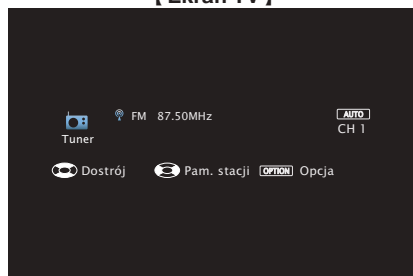 【 Ekran TV 】
FM 87.50MHz
AUTO
CH 1
Tuner
Dostrój Pam. stacji OPTION Opcja